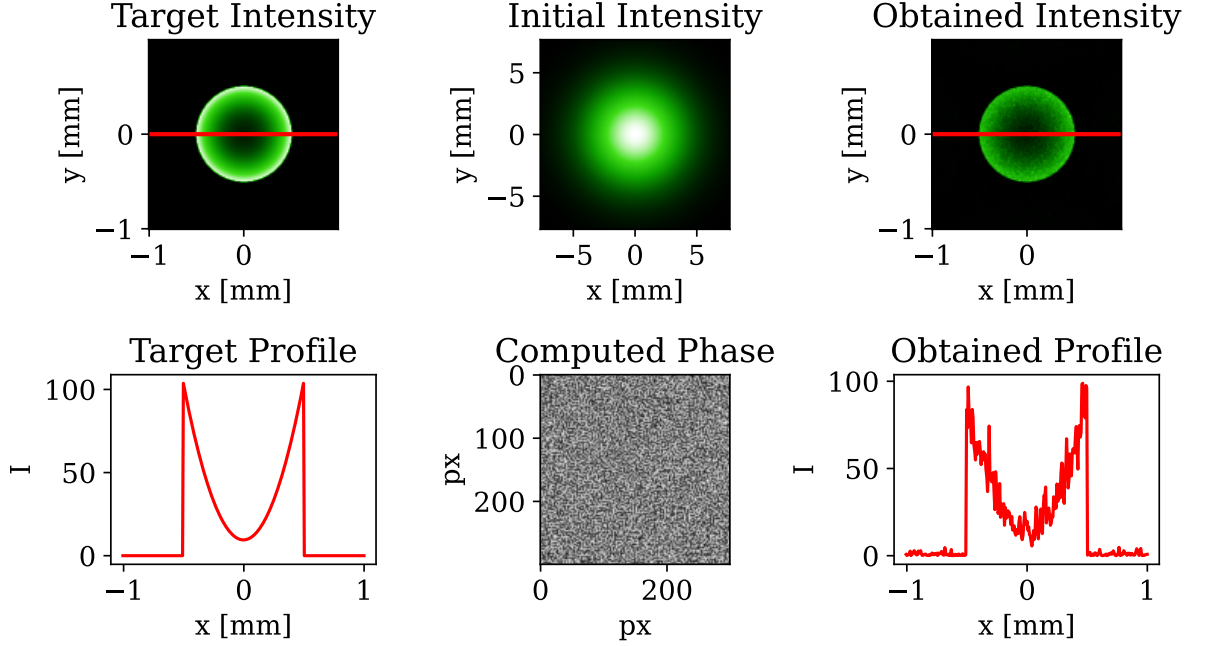 Target Intensity
y [mm]
0
−1
−1 0
x [mm]
Initial Intensity
y [mm]
5
0
−5
−5 0 5
x [mm]
Obtained Intensity
y [mm]
0
−1
−1 0
x [mm]
Target Profile
I
100
50
0
−1 0 1
x [mm]
Computed Phase
px
0
100
200
0 200
px
Obtained Profile
I
100
50
0
−1 0 1
x [mm]